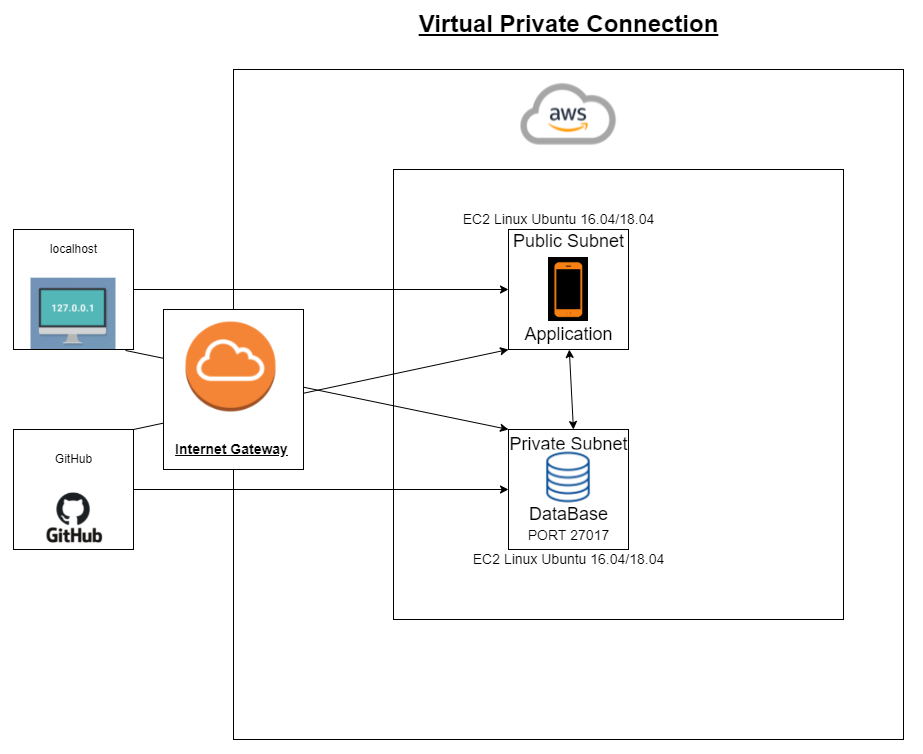 Virtual Private Connection
aws
EC2 Linux Ubuntu 16.04/18.04
Public Subnet
Application
localhost
127.0.0.1
Internet Gateway
GitHub
GitHub
Private Subnet
DataBase
PORT 27017
EC2 Linux Ubuntu 16.04/18.04